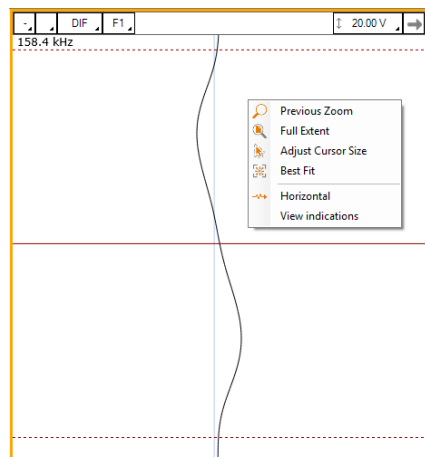 - DIF F1 20.00 V
158.4 kHz
Previous Zoom
Full Extent
Adjust Cursor Size
Best Fit
Horizontal
View indications